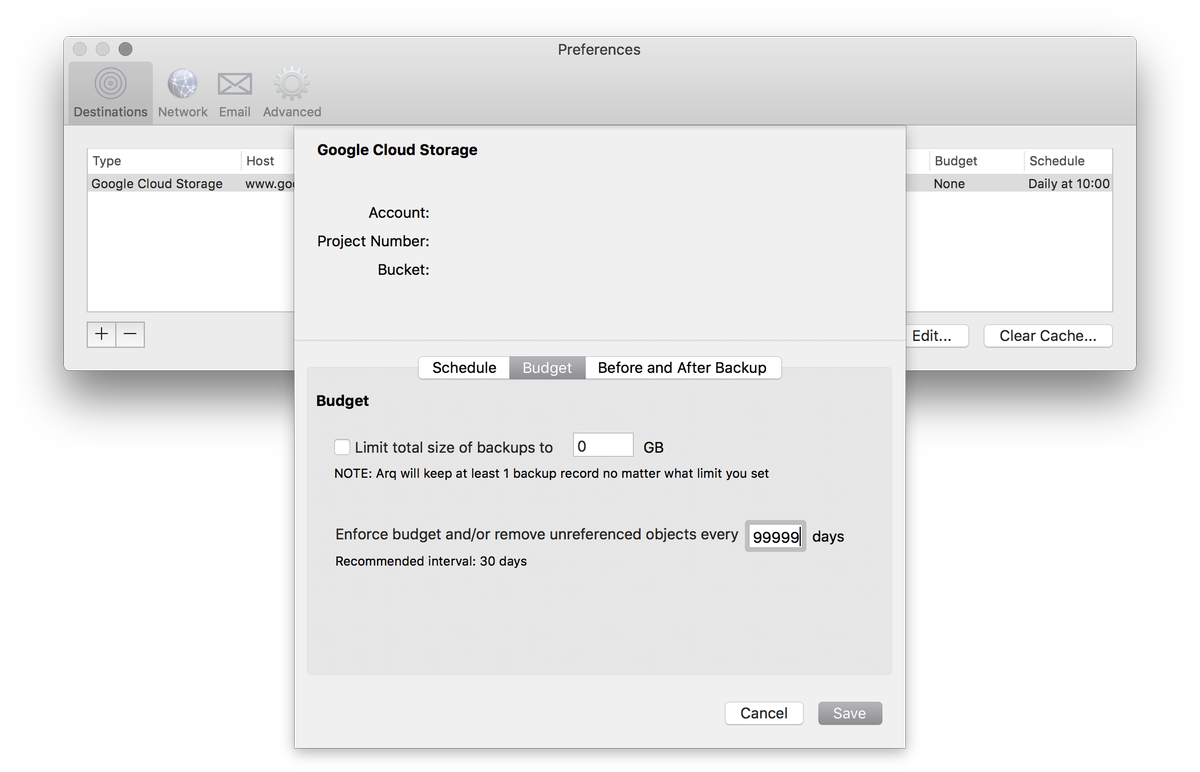 Preferences
Destinations Network Email Advanced
Google Cloud Storage
Type Host Budget Schedule
Google Cloud Storage www.goo None Daily at 10:00
Account:
Project Number:
Bucket:
+ −
Edit... Clear Cache...
Schedule Budget Before and After Backup
Budget
Limit total size of backups to 0 GB
NOTE: Arq will keep at least 1 backup record no matter what limit you set
Enforce budget and/or remove unreferenced objects every 99999 days
Recommended interval: 30 days
Cancel Save